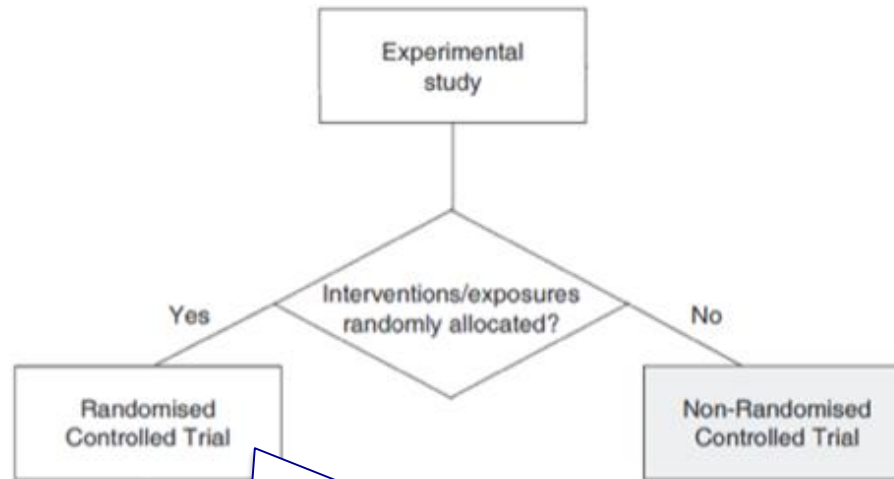 Experimental
study
Interventions/exposures
randomly allocated?
Yes
No
Randomised
Controlled Trial
Non-Randomised
Controlled Trial